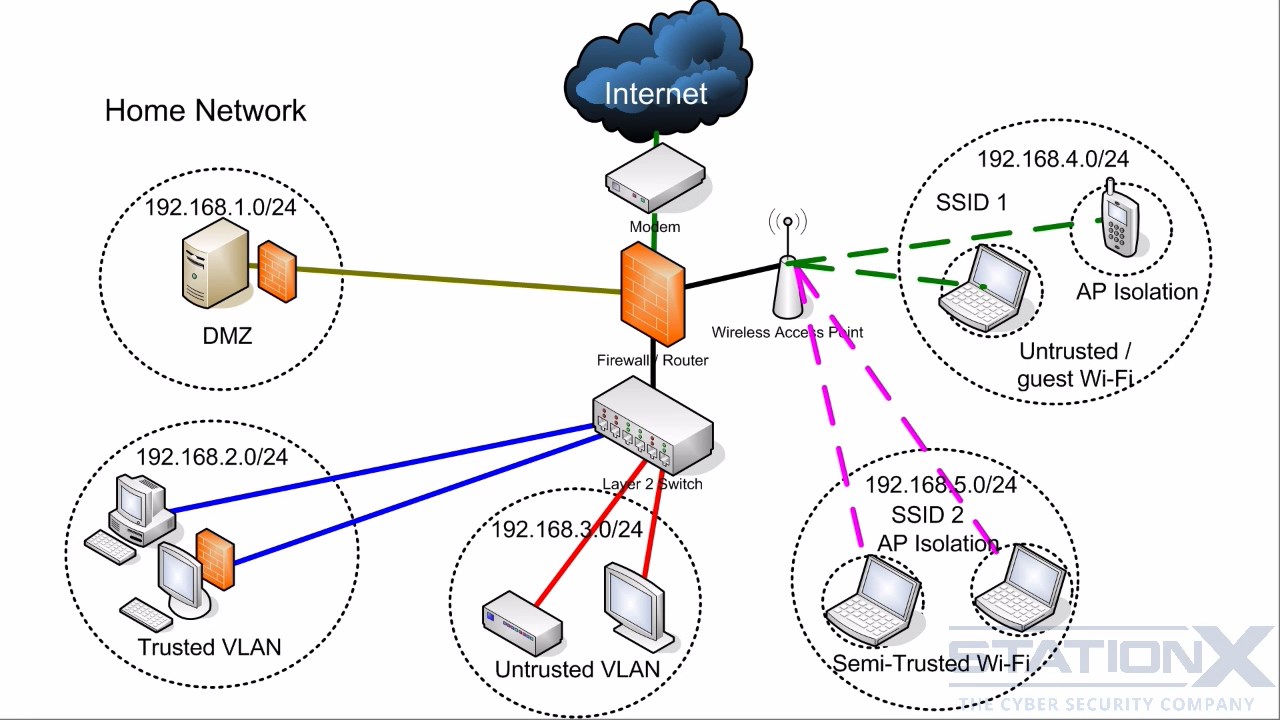 Internet
Home Network
192.168.4.0/24
192.168.1.0/24
SSID 1
Modem
AP Isolation
DMZ
Wireless Access Point
Firewall / Router
Untrusted /
guest Wi-Fi
192.168.2.0/24
Layer 2 Switch
192.168.5.0/24
SSID 2
AP Isolation
192.168.3.0/24
Trusted VLAN
Untrusted VLAN
Semi-Trusted Wi-Fi
STATIONX
THE CYBER SECURITY COMPANY